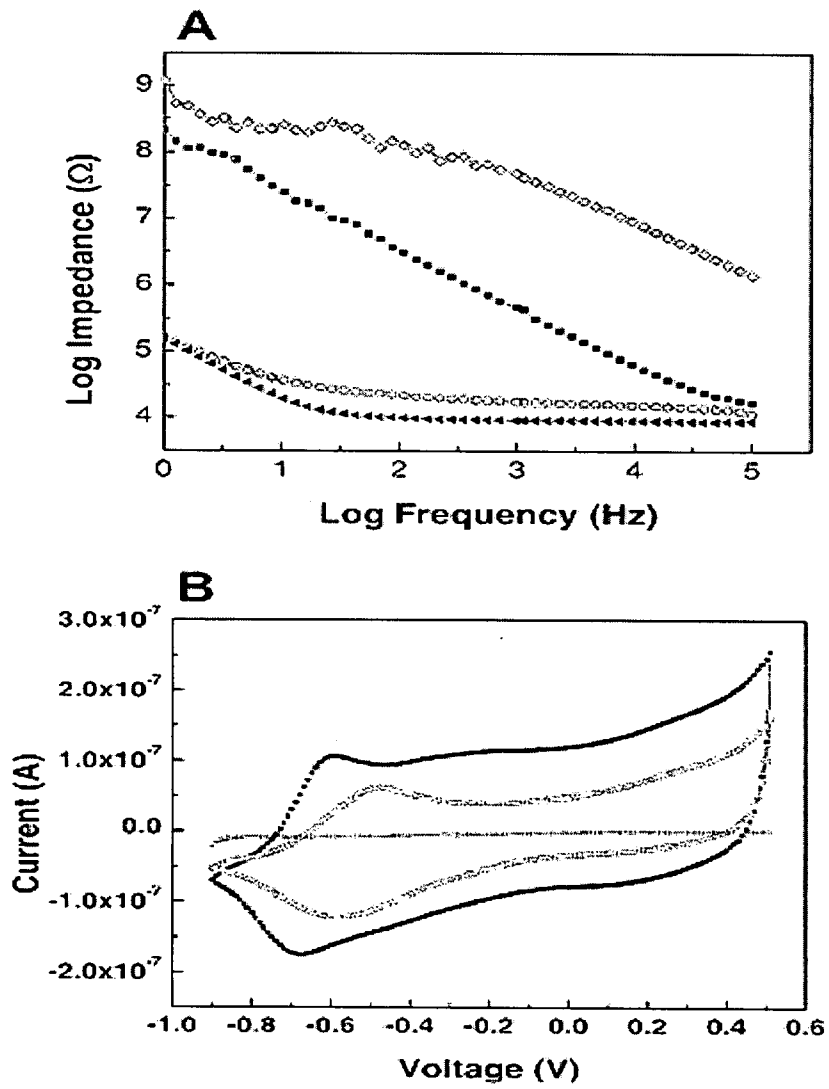 A
9
8
7
6
5
4
Log Impedance (Ω)
0 1 2 3 4 5
Log Frequency (Hz)
B
3.0x10⁻⁷
2.0x10⁻⁷
1.0x10⁻⁷
0.0
-1.0x10⁻⁷
-2.0x10⁻⁷
Current (A)
-1.0 -0.8 -0.6 -0.4 -0.2 0.0 0.2 0.4 0.6
Voltage (V)